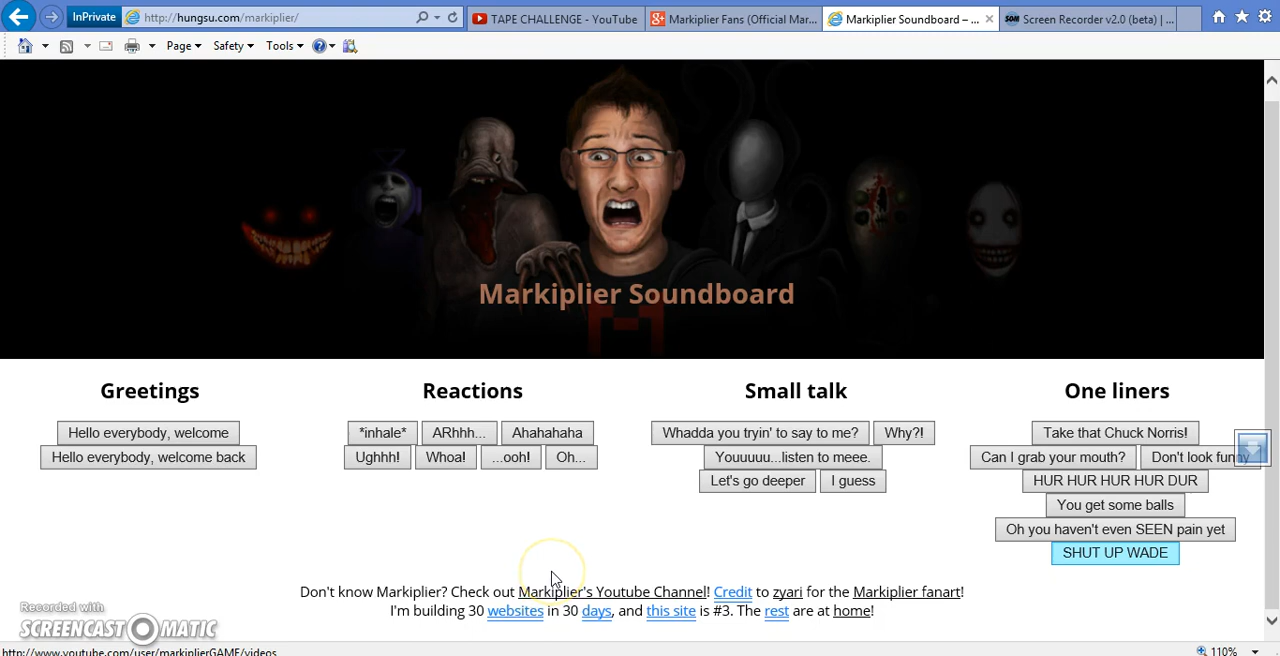 InPrivate http://hungsu.com/markiplier/ TAPE CHALLENGE - YouTube Markiplier Fans (Official Mar... Markiplier Soundboard – ... Screen Recorder v2.0 (beta) | ...
Page Safety Tools
Markiplier Soundboard
Greetings
Hello everybody, welcome
Hello everybody, welcome back
Reactions
*inhale* ARhhh... Ahahahaha
Ughhh! Whoa! ...ooh! Oh...
Small talk
Whadda you tryin' to say to me? Why?!
Youuuuu...listen to meee.
Let's go deeper I guess
One liners
Take that Chuck Norris!
Can I grab your mouth? Don't look funny
HUR HUR HUR HUR DUR
You get some balls
Oh you haven't even SEEN pain yet
SHUT UP WADE
Don't know Markiplier? Check out Markiplier's Youtube Channel! Credit to zyari for the Markiplier fanart!
I'm building 30 websites in 30 days, and this site is #3. The rest are at home!
Recorded with
SCREENCAST-O-MATIC
http://www.youtube.com/user/markiplierGAME/videos
110%